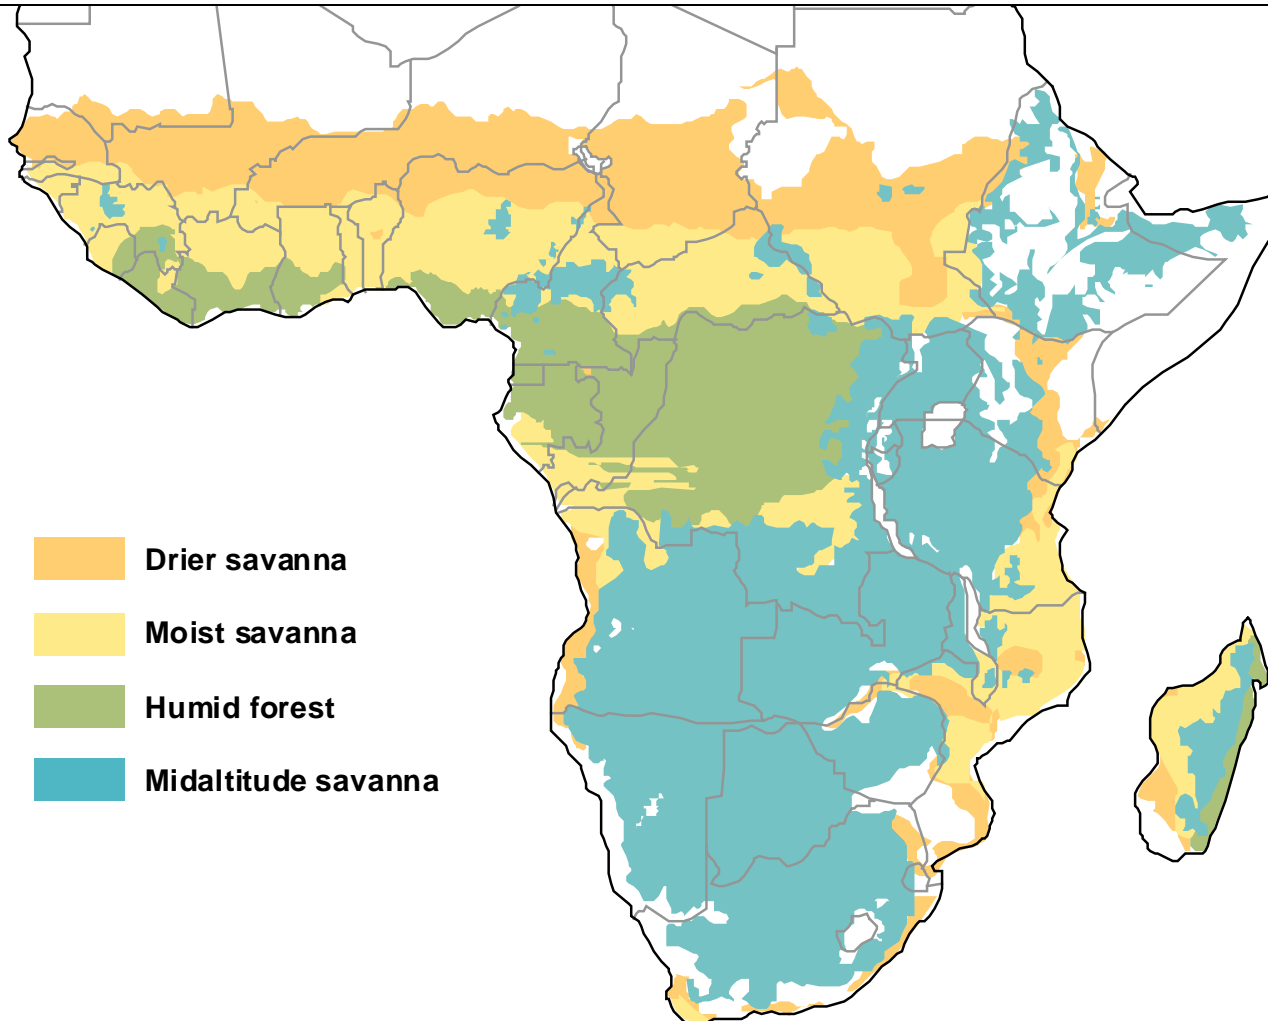 Drier savanna
Moist savanna
Humid forest
Midaltitude savanna